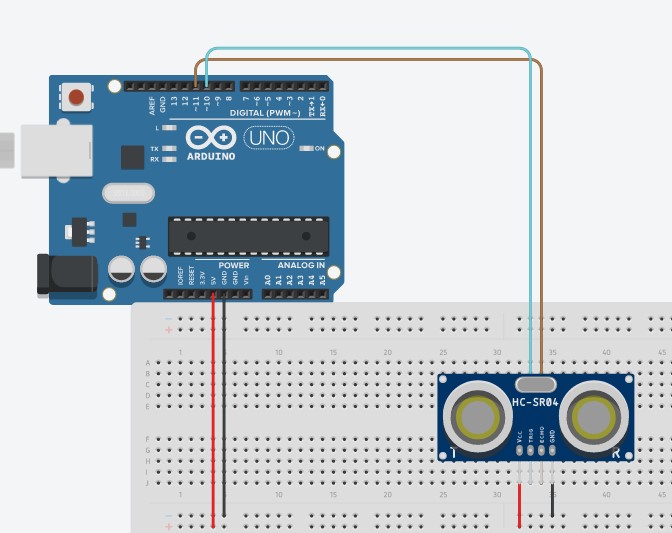 AREF
GND
13
12
~11
~10
~9
8
7
~6
~5
4
~3
2
TX→1
RX←0
DIGITAL (PWM~)
L
TX
RX
ARDUINO
UNO
ON
POWER
ANALOG IN
IOREF
RESET
3.3V
5V
GND
GND
Vin
A0
A1
A2
A3
A4
A5
1
10
15
20
25
30
40
45
A
B
C
D
E
HC-SR04
Vcc
TRIG
ECHO
GND
T
R
F
G
H
I
J
1
10
15
20
25
30
35
40
45